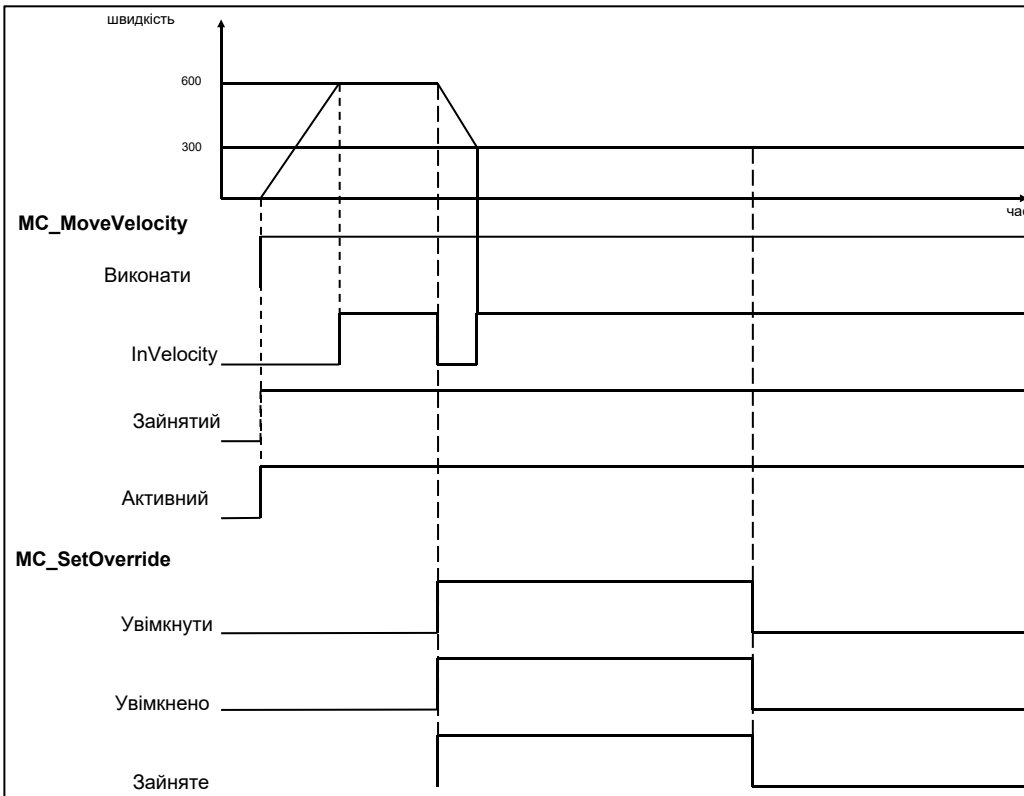 швидкість
600
300
час
MC_MoveVelocity
Виконати
InVelocity
Зайнятий
Активний
MC_SetOverride
Увімкнути
Увімкнено
Зайняте